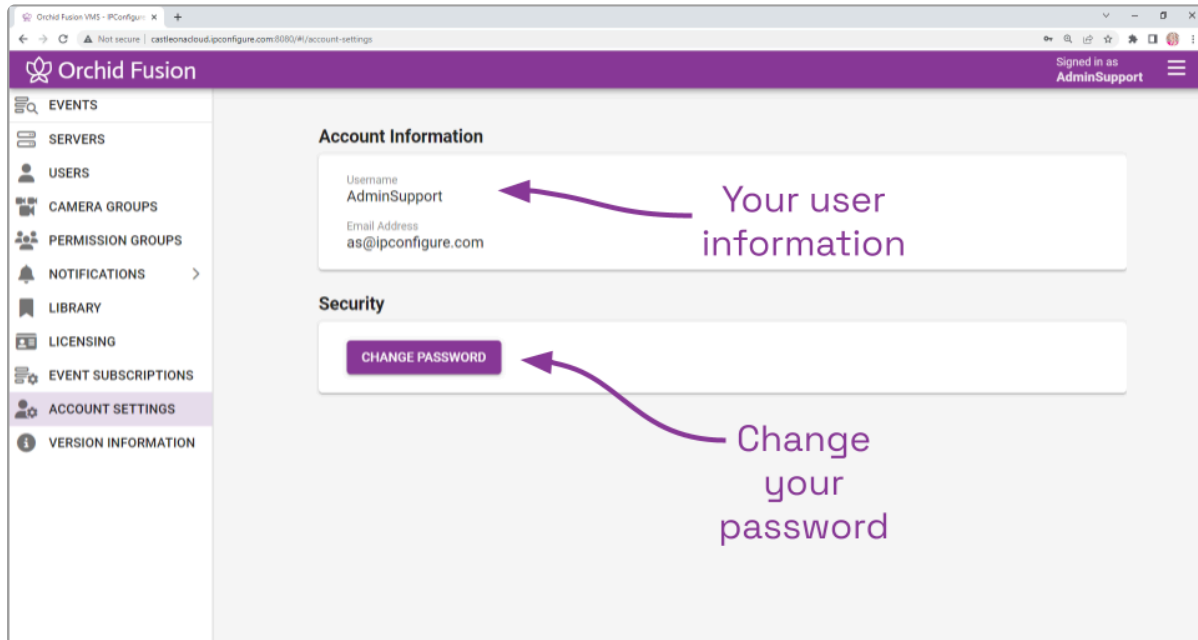 Orchid Fusion VMS - IPConfigur
Not secure | castleonacloud.ipconfigure.com:8080/#!/account-settings
Orchid Fusion
Signed in as
AdminSupport
EVENTS
SERVERS
USERS
CAMERA GROUPS
PERMISSION GROUPS
NOTIFICATIONS
LIBRARY
LICENSING
EVENT SUBSCRIPTIONS
ACCOUNT SETTINGS
VERSION INFORMATION
Account Information
Username
AdminSupport
Email Address
as@ipconfigure.com
Your user
information
Security
CHANGE PASSWORD
Change
your
password